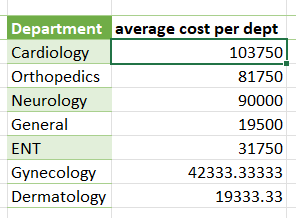 Department average cost per dept
Cardiology 103750
Orthopedics 81750
Neurology 90000
General 19500
ENT 31750
Gynecology 42333.33333
Dermatology 19333.33